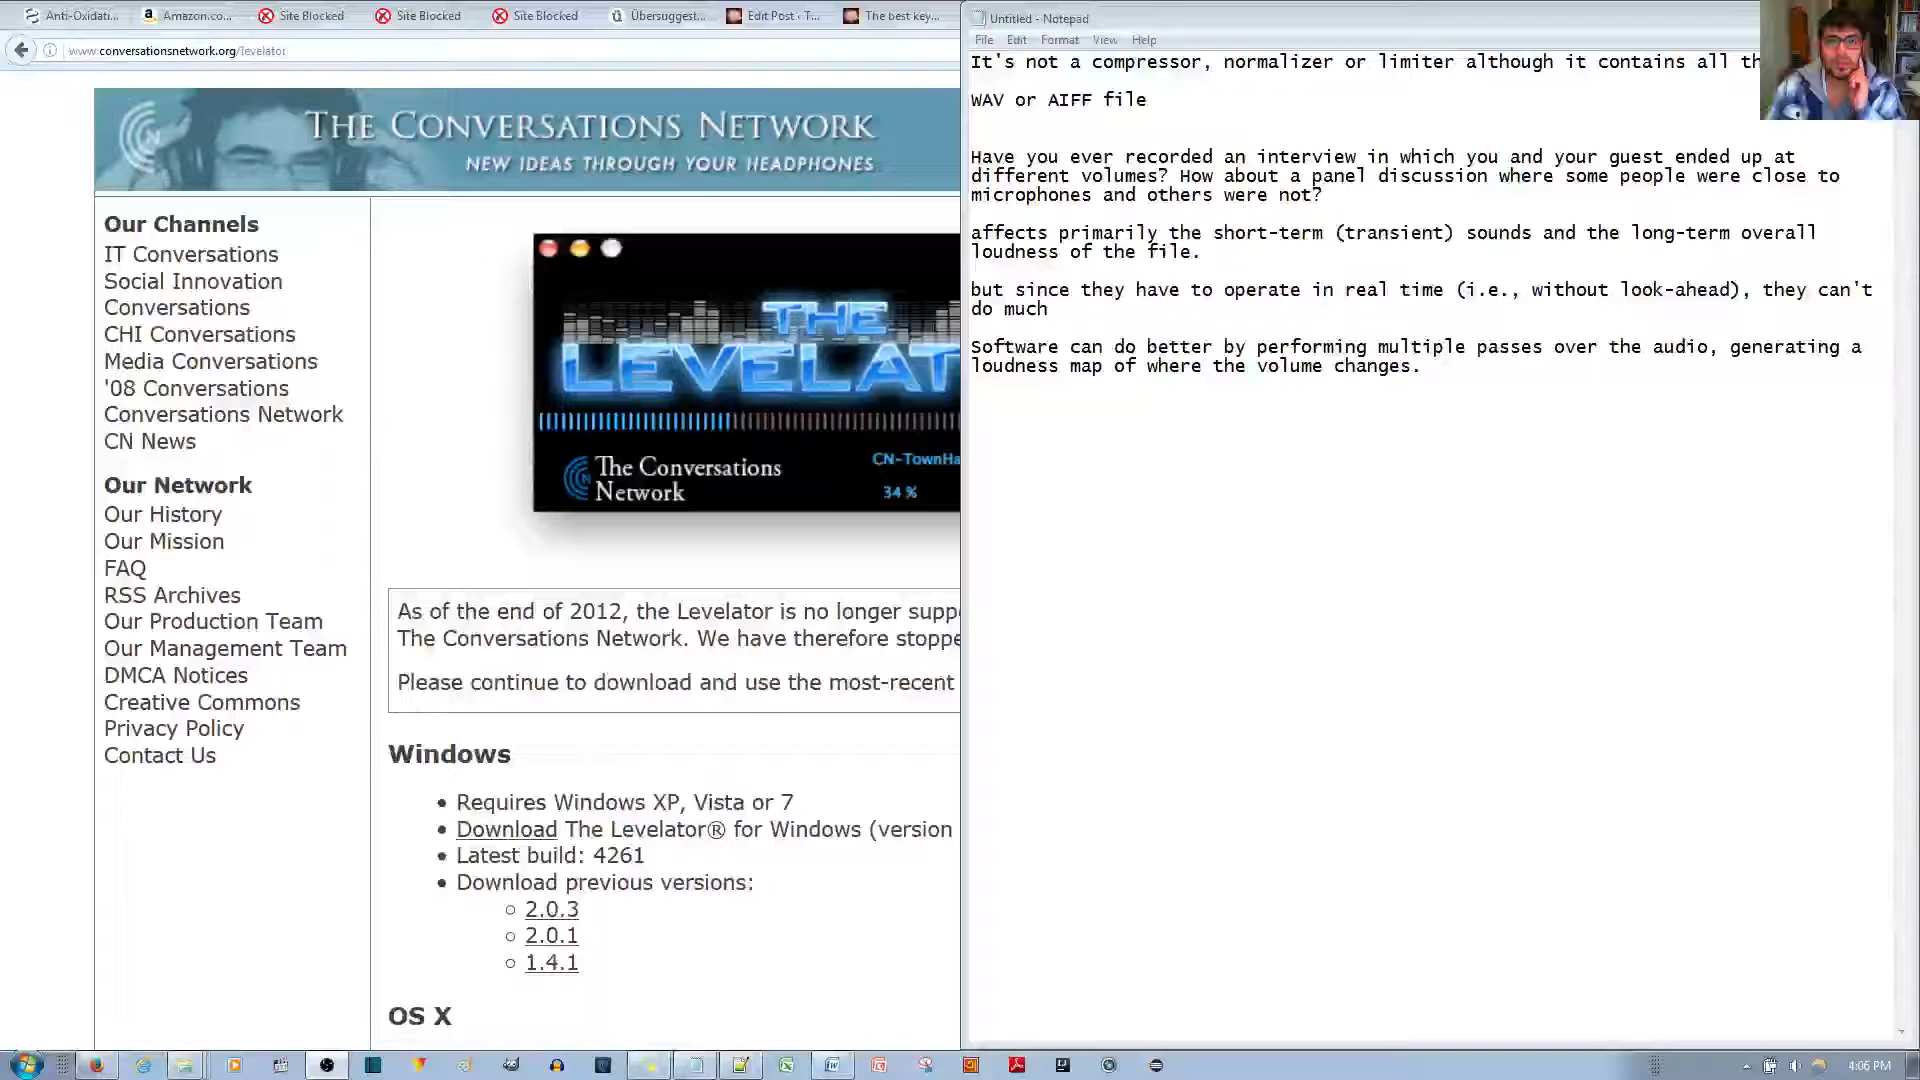 Anti-Oxidati...
Amazon.co...
Site Blocked
Site Blocked
Site Blocked
Übersuggest...
Edit Post ‹ T...
The best key...
www.conversationsnetwork.org/levelator
THE CONVERSATIONS NETWORK
NEW IDEAS THROUGH YOUR HEADPHONES
Our Channels
IT Conversations
Social Innovation
Conversations
CHI Conversations
Media Conversations
'08 Conversations
Conversations Network
CN News
Our Network
Our History
Our Mission
FAQ
RSS Archives
Our Production Team
Our Management Team
DMCA Notices
Creative Commons
Privacy Policy
Contact Us
THE
LEVELAT
The Conversations
Network
CN-TownHa
34 %
As of the end of 2012, the Levelator is no longer supp
The Conversations Network. We have therefore stoppe
Please continue to download and use the most-recent
Windows
• Requires Windows XP, Vista or 7
• Download The Levelator® for Windows (version
• Latest build: 4261
• Download previous versions:
2.0.3
2.0.1
1.4.1
OS X
Untitled - Notepad
File Edit Format View Help
It's not a compressor, normalizer or limiter although it contains all th
WAV or AIFF file
Have you ever recorded an interview in which you and your guest ended up at
different volumes? How about a panel discussion where some people were close to
microphones and others were not?
affects primarily the short-term (transient) sounds and the long-term overall
loudness of the file.
but since they have to operate in real time (i.e., without look-ahead), they can't
do much
Software can do better by performing multiple passes over the audio, generating a
loudness map of where the volume changes.
4:06 PM